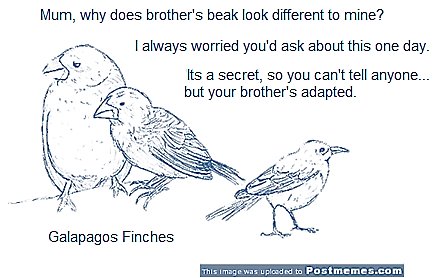 Mum, why does brother's beak look different to mine?
I always worried you'd ask about this one day.
Its a secret, so you can't tell anyone...
but your brother's adapted.
Galapagos Finches
This image was uploaded to Postmemes.com